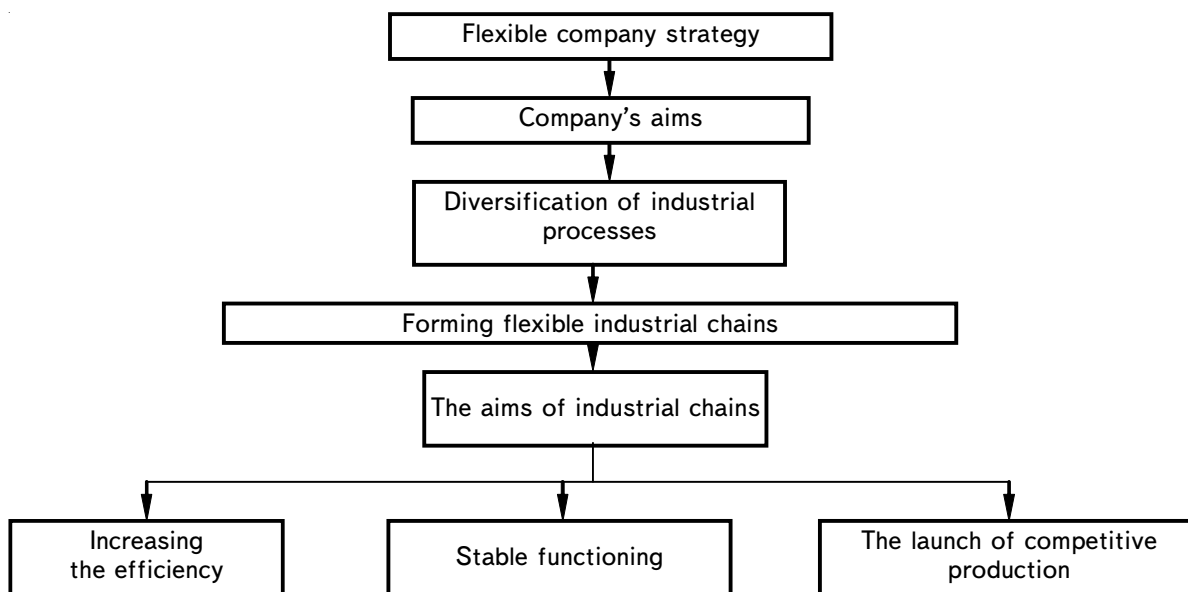 Flexible company strategy
Company's aims
Diversification of industrial
processes
Forming flexible industrial chains
The aims of industrial chains
Increasing
the efficiency
Stable functioning
The launch of competitive
production